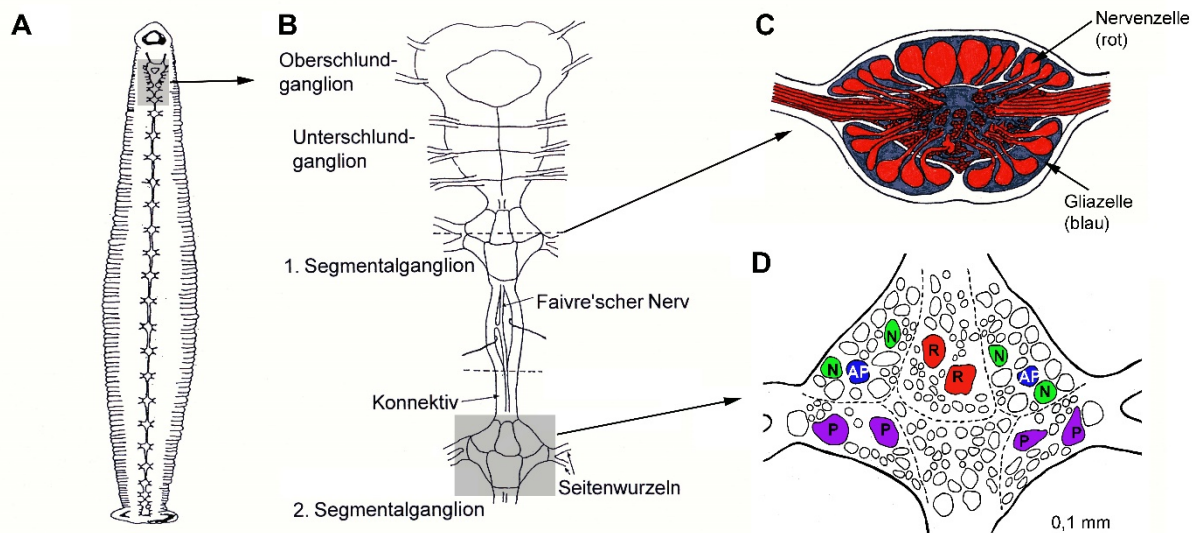 A
B
Oberschlund-
ganglion
Unterschlund-
ganglion
1. Segmentalganglion
Faivre'scher Nerv
Konnektiv
Seitenwurzeln
2. Segmentalganglion
C
Nervenzelle
(rot)
Gliazelle
(blau)
D
N
N
R
AP
N
R
AP
N
P
P
P
P
0,1 mm